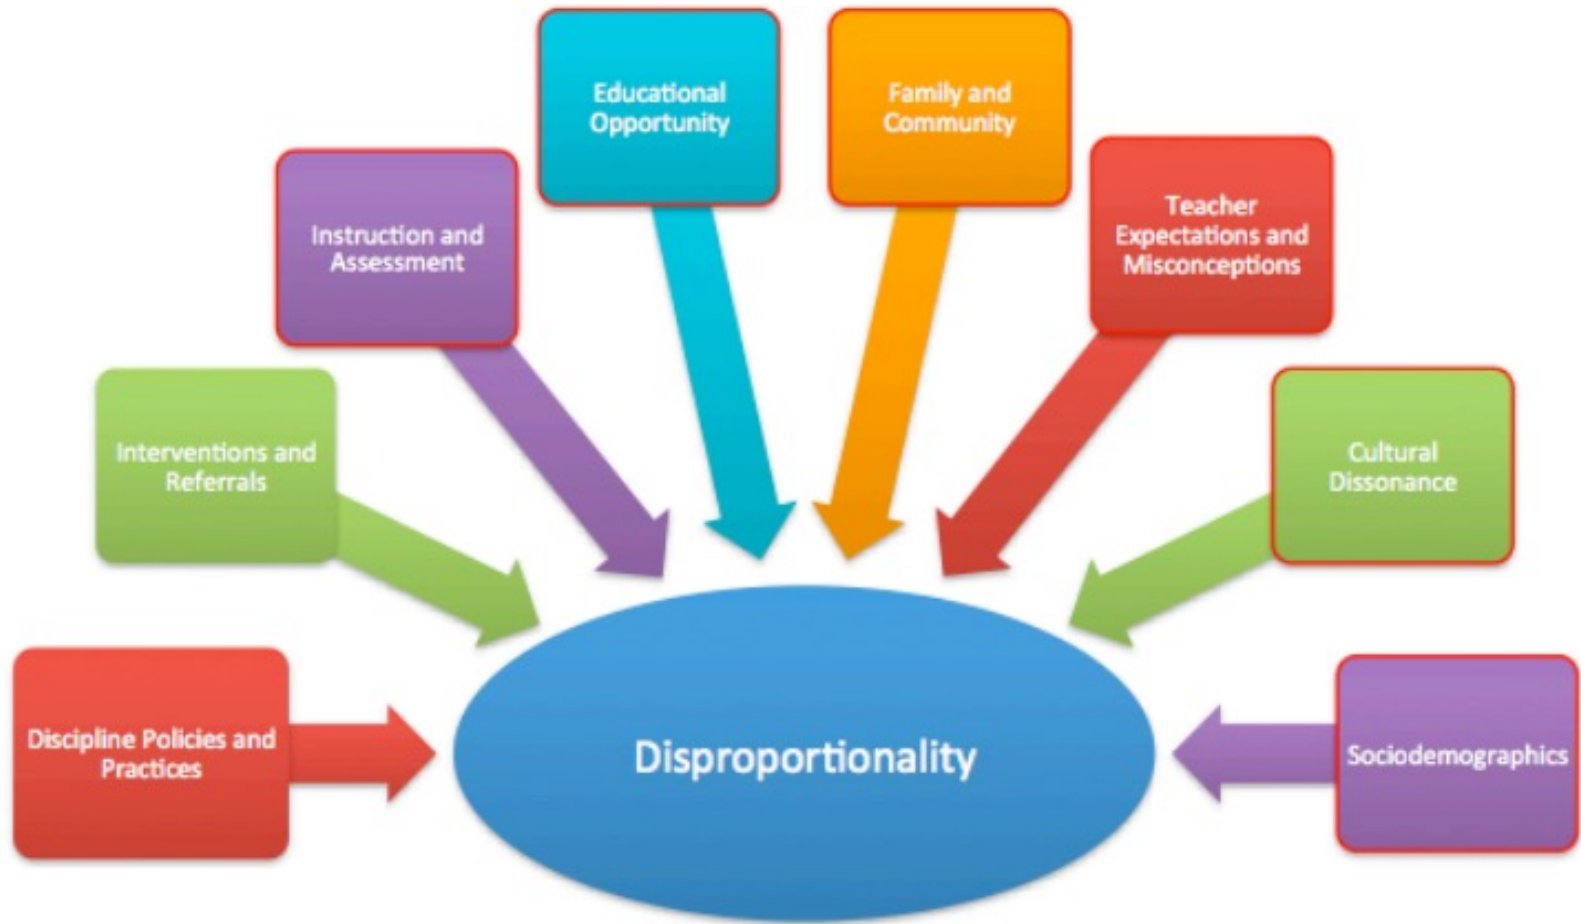 Educational
Opportunity
Family and
Community
Instruction and
Assessment
Teacher
Expectations and
Misconceptions
Interventions and
Referrals
Cultural
Dissonance
Discipline Policies and
Practices
Disproportionality
Sociodemographics